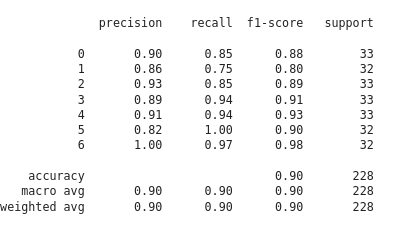 precision recall f1-score support
0 0.90 0.85 0.88 33
1 0.86 0.75 0.80 32
2 0.93 0.85 0.89 33
3 0.89 0.94 0.91 33
4 0.91 0.94 0.93 33
5 0.82 1.00 0.90 32
6 1.00 0.97 0.98 32
accuracy 0.90 228
macro avg 0.90 0.90 0.90 228
weighted avg 0.90 0.90 0.90 228